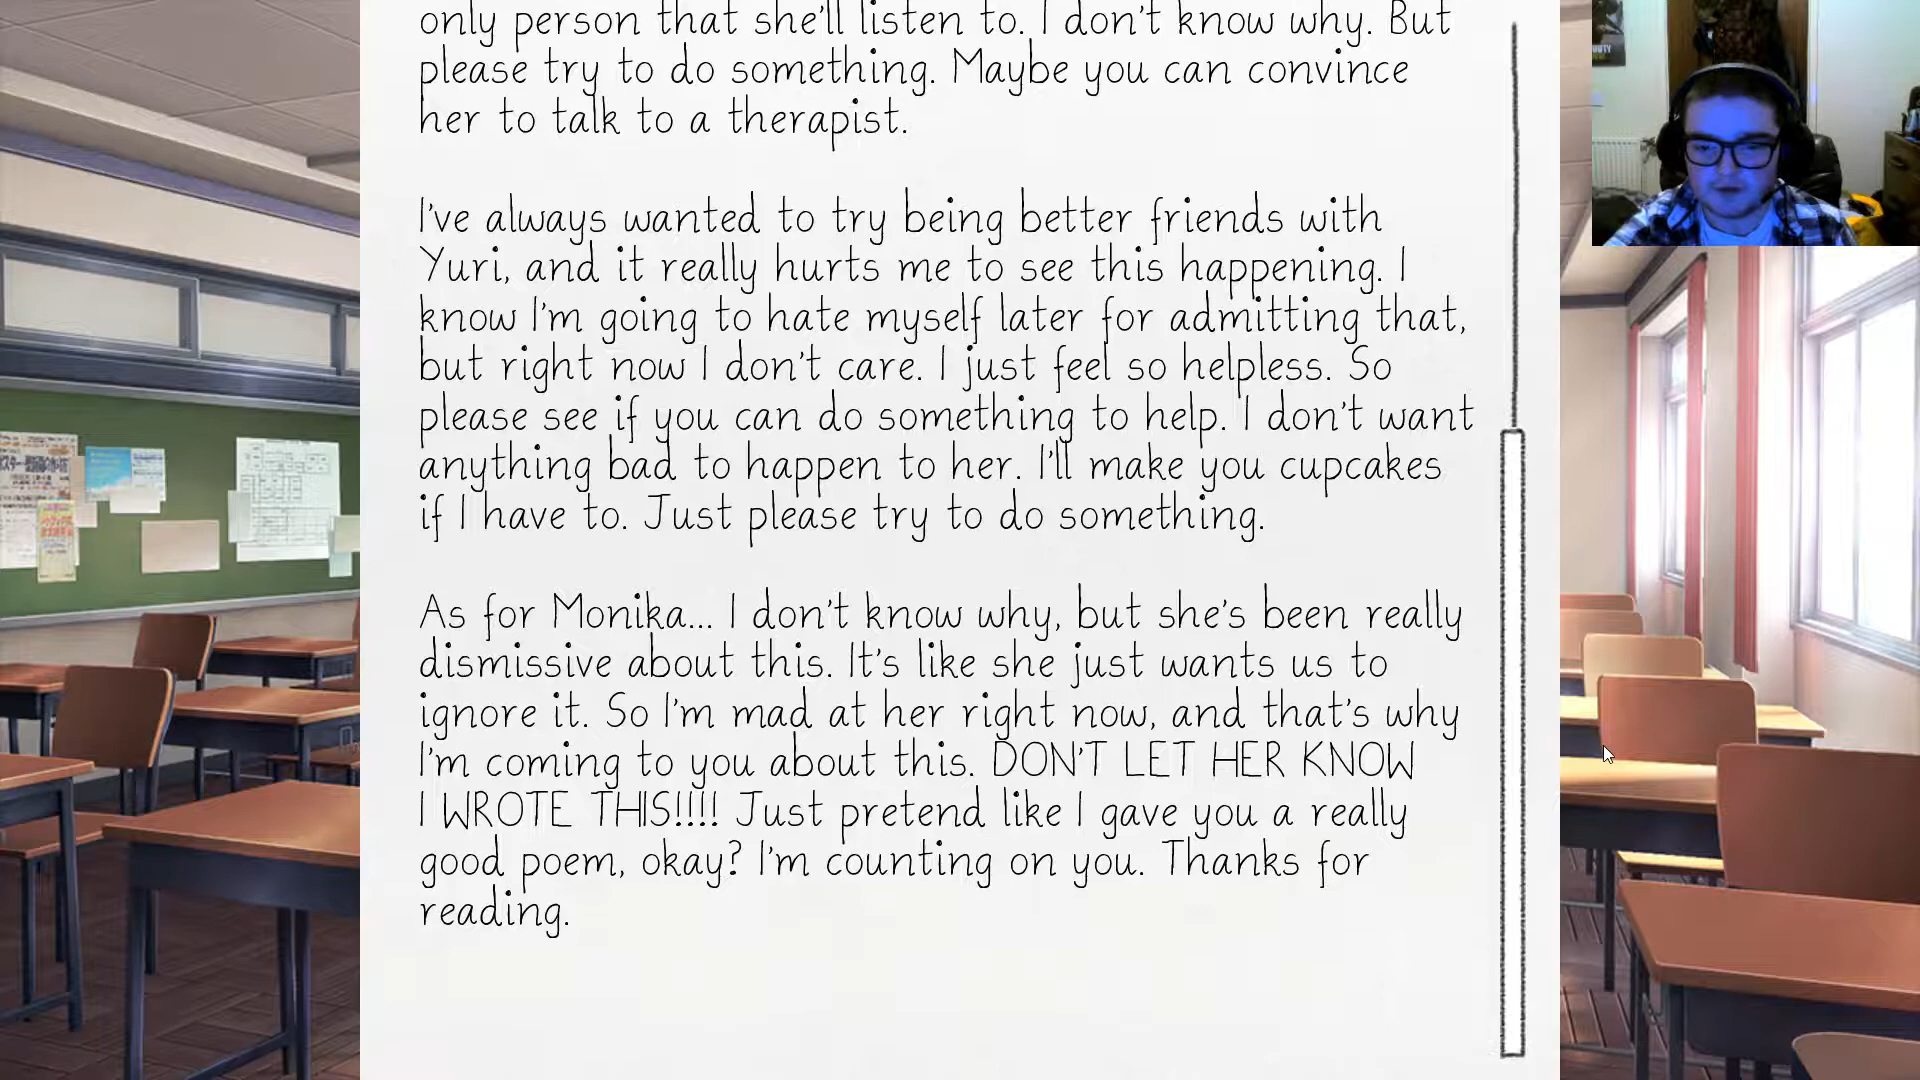 only person that she'll listen to. I don't know why. But
please try to do something. Maybe you can convince
her to talk to a therapist.
I've always wanted to try being better friends with
Yuri, and it really hurts me to see this happening. I
know I'm going to hate myself later for admitting that,
but right now I don't care. I just feel so helpless. So
please see if you can do something to help. I don't want
anything bad to happen to her. I'll make you cupcakes
if I have to. Just please try to do something.
As for Monika... I don't know why, but she's been really
dismissive about this. It's like she just wants us to
ignore it. So I'm mad at her right now, and that's why
I'm coming to you about this. DON'T LET HER KNOW
I WROTE THIS!!!! Just pretend like I gave you a really
good poem, okay? I'm counting on you. Thanks for
reading.